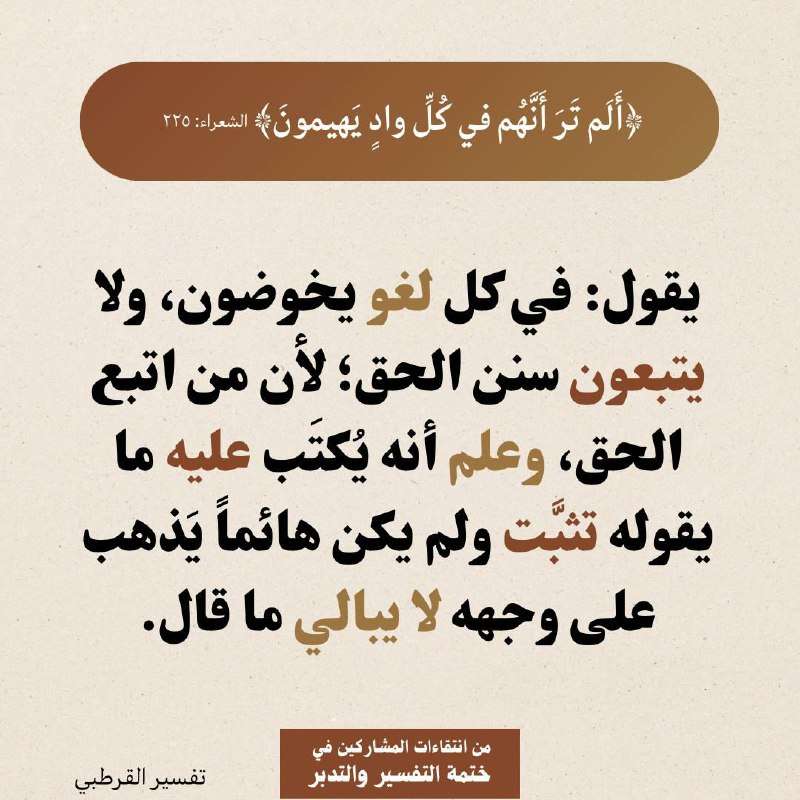 ﴿أَلَم تَرَ أَنَّهُم في كُلِّ وادٍ يَهيمونَ﴾ الشعراء: ٢٢٥
يقول: في كل لغو يخوضون، ولا
يتبعون سنن الحق؛ لأن من اتبع
الحق، وعلم أنه يُكتَب عليه ما
يقوله تثبَّت ولم يكن هائماً يَذهب
على وجهه لا يبالي ما قال.
من انتقاءات المشاركين في
ختمة التفسير والتدبر
تفسير القرطبي